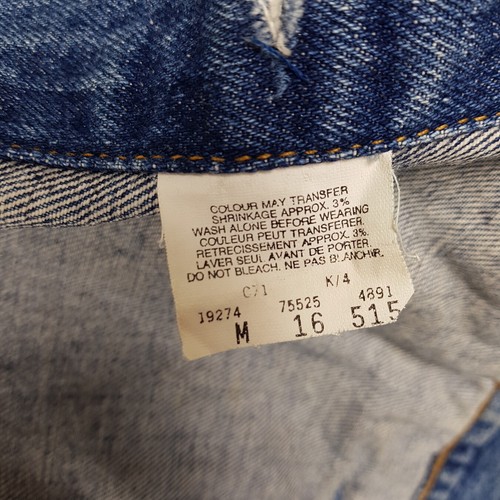 COLOUR MAY TRANSFER
SHRINKAGE APPROX. 3%
WASH ALONE BEFORE WEARING
COULEUR PEUT TRANSFERER.
RETRECISSEMENT APPROX. 3%.
LAVER SEUL AVANT DE PORTER.
DO NOT BLEACH. NE PAS BLANCHIR.
C71 K/4
19274 75525 4891
M 16 515